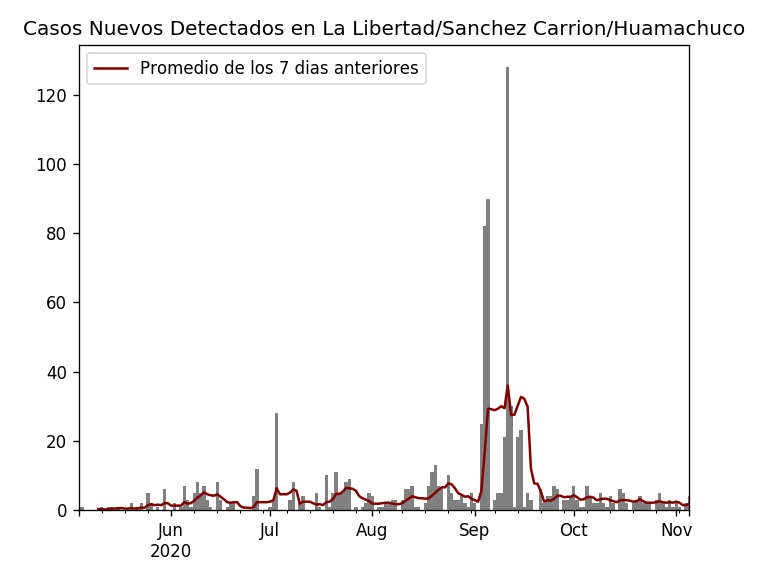 Casos Nuevos Detectados en La Libertad/Sanchez Carrion/Huamachuco
Promedio de los 7 dias anteriores
120
100
80
60
40
20
0
Jun Jul Aug Sep Oct Nov
2020